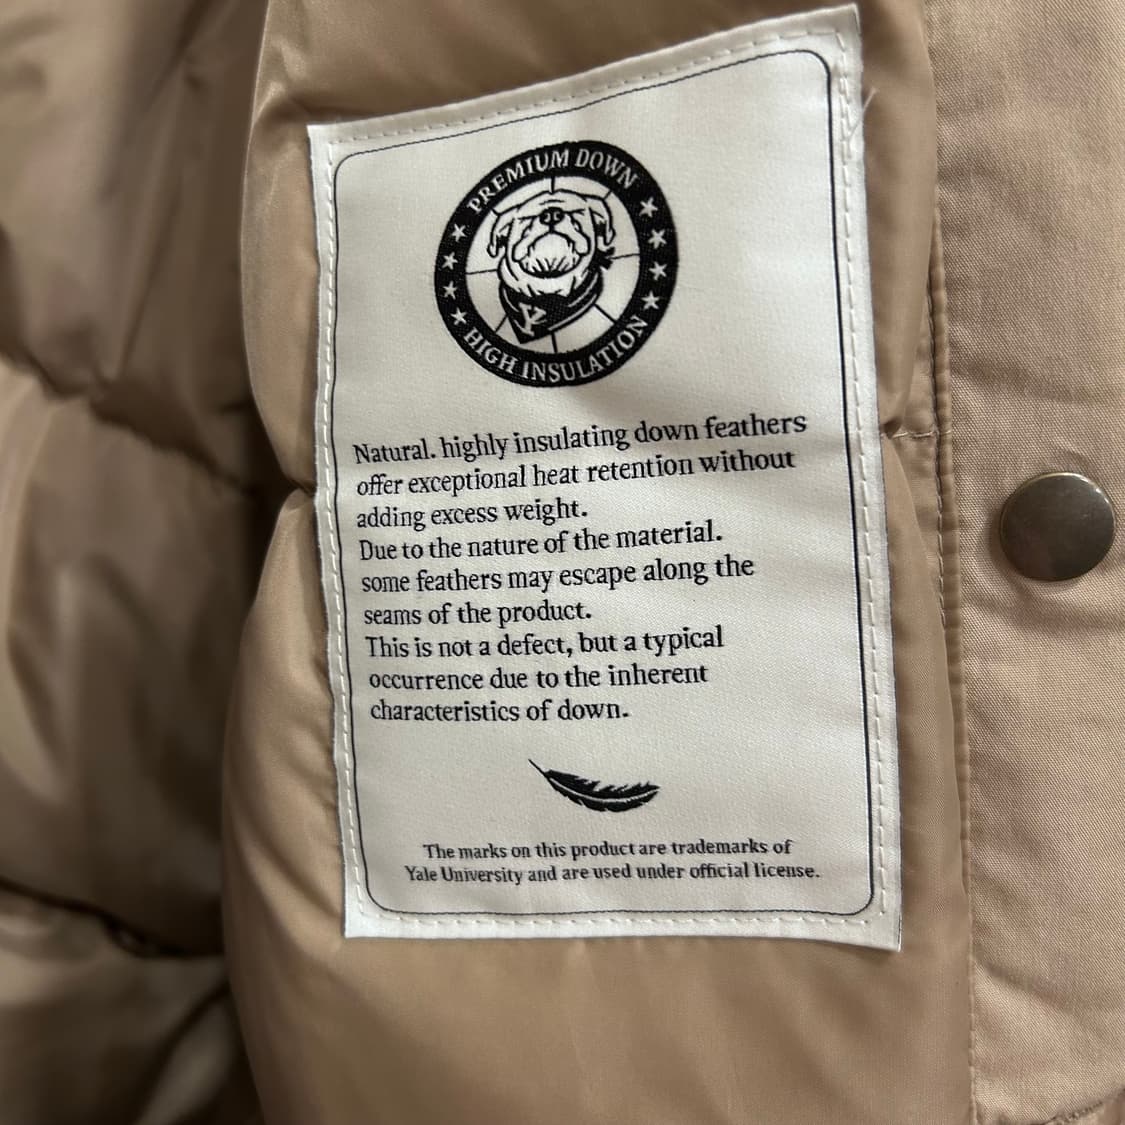 PREMIUM DOWN
Y
HIGH INSULATION
Natural. highly insulating down feathers
offer exceptional heat retention without
adding excess weight.
Due to the nature of the material.
some feathers may escape along the
seams of the product.
This is not a defect, but a typical
occurrence due to the inherent
characteristics of down.
The marks on this product are trademarks of
Yale University and are used under official license.